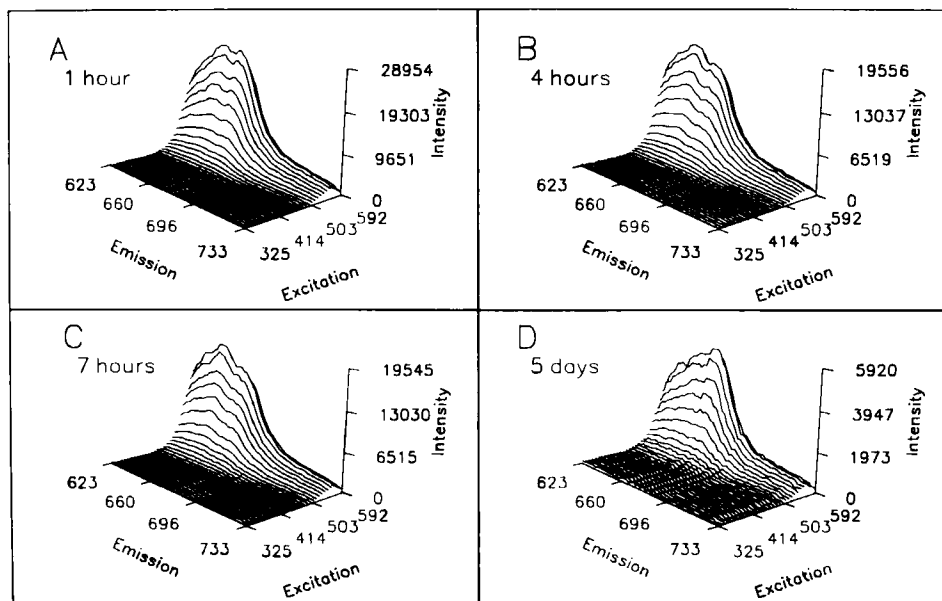 A
1 hour
28954
19303
9651
0
Intensity
623
660
696
733
Emission
325
414
503
592
Excitation
B
4 hours
19556
13037
6519
0
Intensity
623
660
696
733
Emission
325
414
503
592
Excitation
C
7 hours
19545
13030
6515
0
Intensity
623
660
696
733
Emission
325
414
503
592
Excitation
D
5 days
5920
3947
1973
0
Intensity
623
660
696
733
Emission
325
414
503
592
Excitation